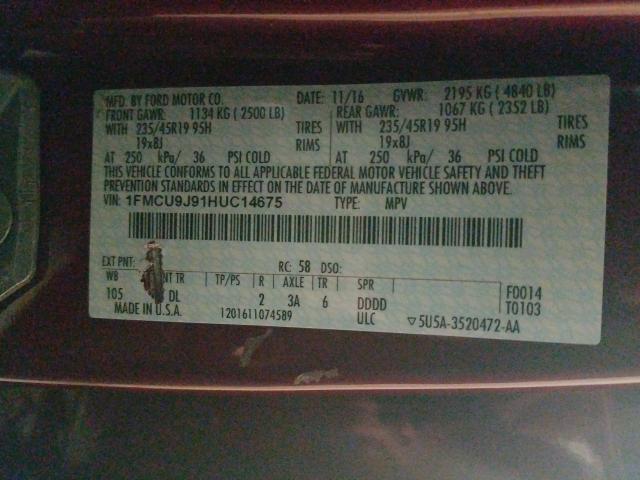 MFD. BY FORD MOTOR CO. DATE: 11/16 GVWR: 2195 KG ( 4840 LB)
FRONT GAWR: 1134 KG ( 2500 LB) REAR GAWR: 1067 KG ( 2352 LB)
WITH 235/45R19 95H TIRES WITH 235/45R19 95H TIRES
19x8J RIMS 19x8J RIMS
AT 250 kPa/ 36 PSI COLD AT 250 kPa/ 36 PSI COLD
THIS VEHICLE CONFORMS TO ALL APPLICABLE FEDERAL MOTOR VEHICLE SAFETY AND THEFT
PREVENTION STANDARDS IN EFFECT ON THE DATE OF MANUFACTURE SHOWN ABOVE.
VIN: 1FMCU9J91HUC14675 TYPE: MPV
EXT PNT: RC: 58 DSO:
WB NT TR TP/PS R AXLE TR SPR
105 DL 2 3A 6 DDDD F0014
MADE IN U.S.A. 1201611074589 ULC T0103
▽5U5A-3520472-AA